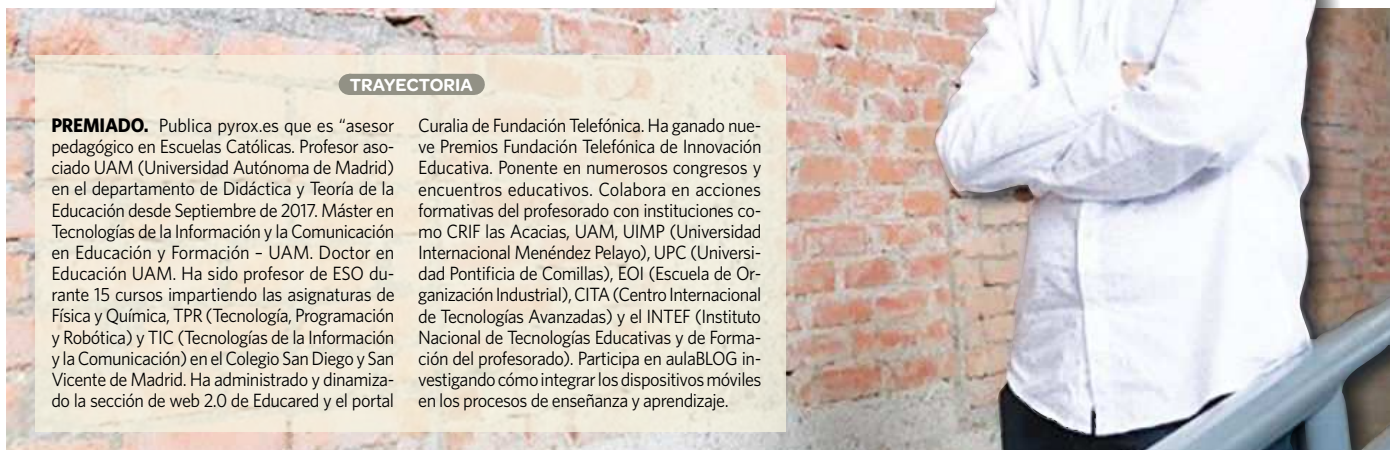 TRAYECTORIA
PREMIADO. Publica pyrox.es que es “asesor
pedagógico en Escuelas Católicas. Profesor aso-
ciado UAM (Universidad Autónoma de Madrid)
en el departamento de Didáctica y Teoría de la
Educación desde Septiembre de 2017. Máster en
Tecnologías de la Información y la Comunicación
en Educación y Formación – UAM. Doctor en
Educación UAM. Ha sido profesor de ESO du-
rante 15 cursos impartiendo las asignaturas de
Física y Química, TPR (Tecnología, Programación
y Robótica) y TIC (Tecnologías de la Información
y la Comunicación) en el Colegio San Diego y San
Vicente de Madrid. Ha administrado y dinamiza-
do la sección de web 2.0 de Educared y el portal
Curalia de Fundación Telefónica. Ha ganado nue-
ve Premios Fundación Telefónica de Innovación
Educativa. Ponente en numerosos congresos y
encuentros educativos. Colabora en acciones
formativas del profesorado con instituciones co-
mo CRIF las Acacias, UAM, UIMP (Universidad
Internacional Menéndez Pelayo), UPC (Universi-
dad Pontificia de Comillas), EOI (Escuela de Or-
ganización Industrial), CITA (Centro Internacional
de Tecnologías Avanzadas) y el INTEF (Instituto
Nacional de Tecnologías Educativas y de Forma-
ción del profesorado). Participa en aulaBLOG in-
vestigando cómo integrar los dispositivos móviles
en los procesos de enseñanza y aprendizaje.